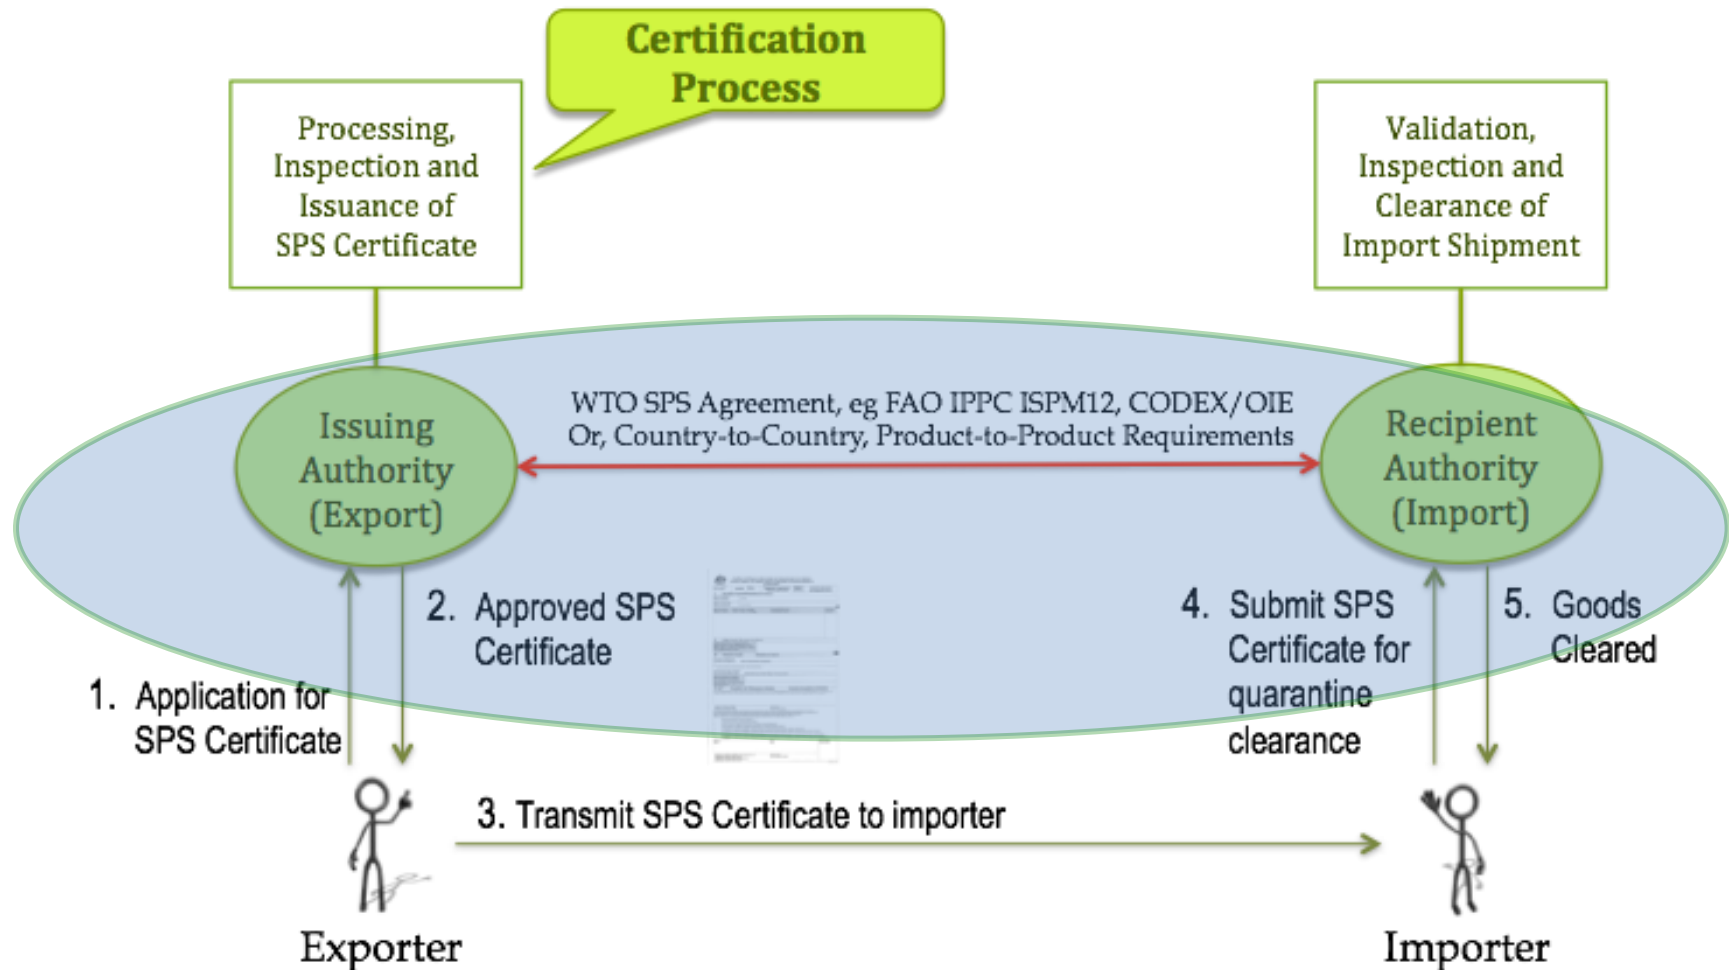 Certification
Process
Processing,
Inspection and
Issuance of
SPS Certificate
Validation,
Inspection and
Clearance of
Import Shipment
WTO SPS Agreement, eg FAO IPPC ISPM12, CODEX/OIE
Or, Country-to-Country, Product-to-Product Requirements
Issuing
Authority
(Export)
Recipient
Authority
(Import)
1. Application for
SPS Certificate
2. Approved SPS
Certificate
3. Transmit SPS Certificate to importer
4. Submit SPS
Certificate for
quarantine
clearance
5. Goods
Cleared
Exporter
Importer